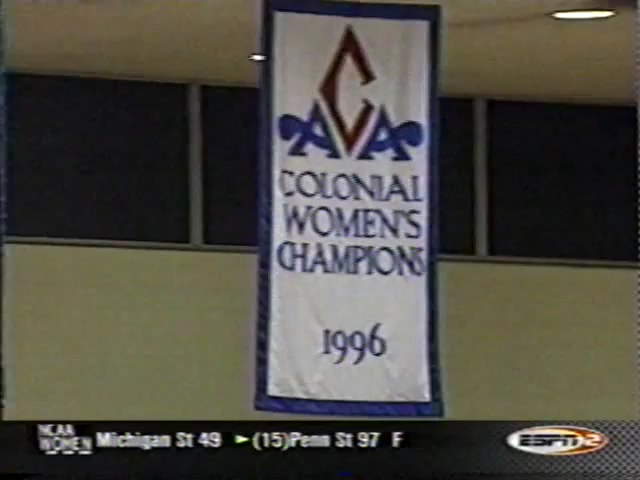 CAA
COLONIAL
WOMEN'S
CHAMPIONS
1996
NCAA
WOMEN
Michigan St 49 ►(15)Penn St 97 F
ESPN2